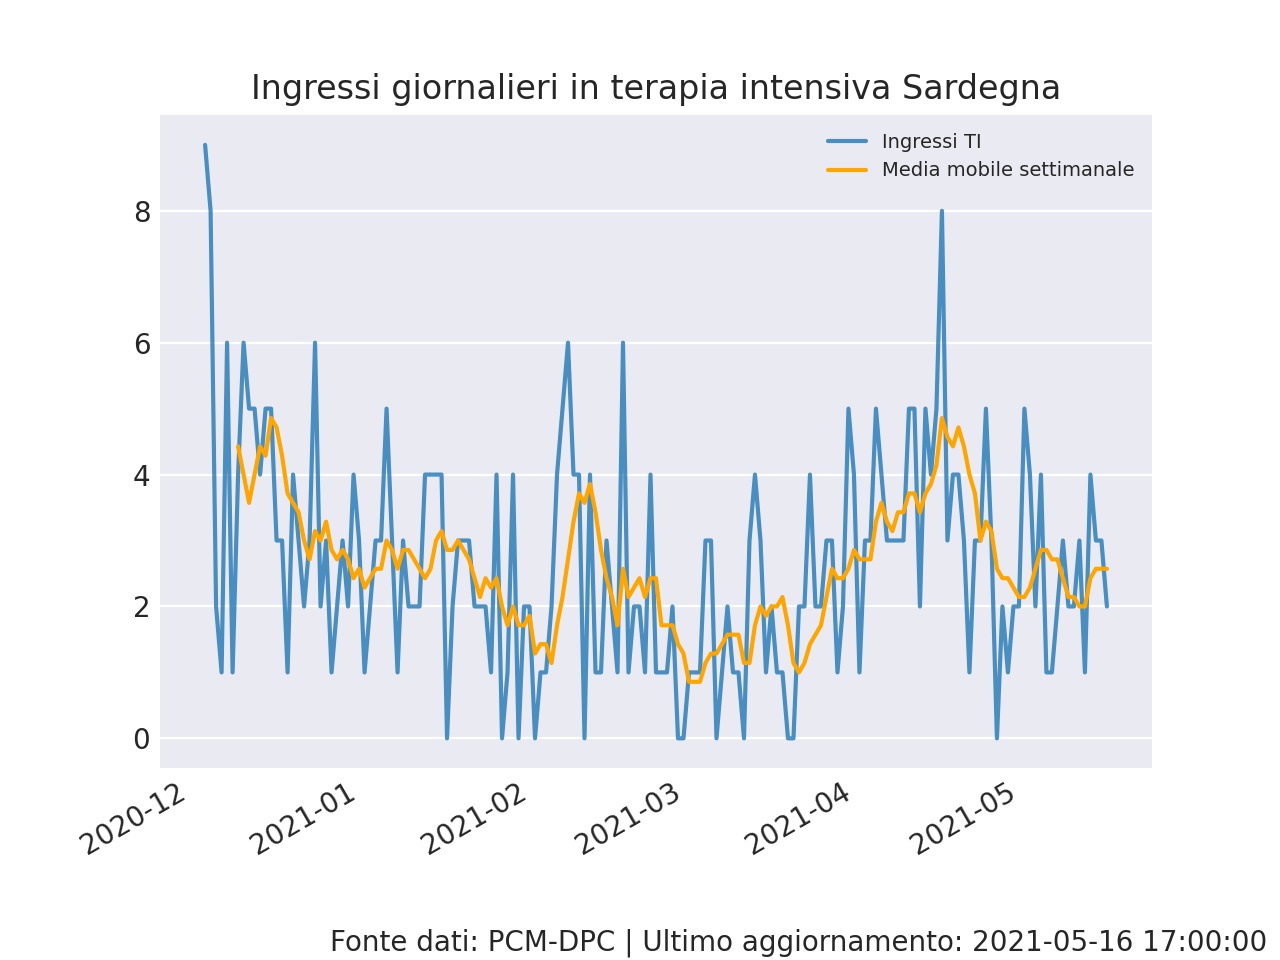 Ingressi giornalieri in terapia intensiva Sardegna
Ingressi TI
Media mobile settimanale
8
6
4
2
0
2020-12
2021-01
2021-02
2021-03
2021-04
2021-05
Fonte dati: PCM-DPC | Ultimo aggiornamento: 2021-05-16 17:00:00